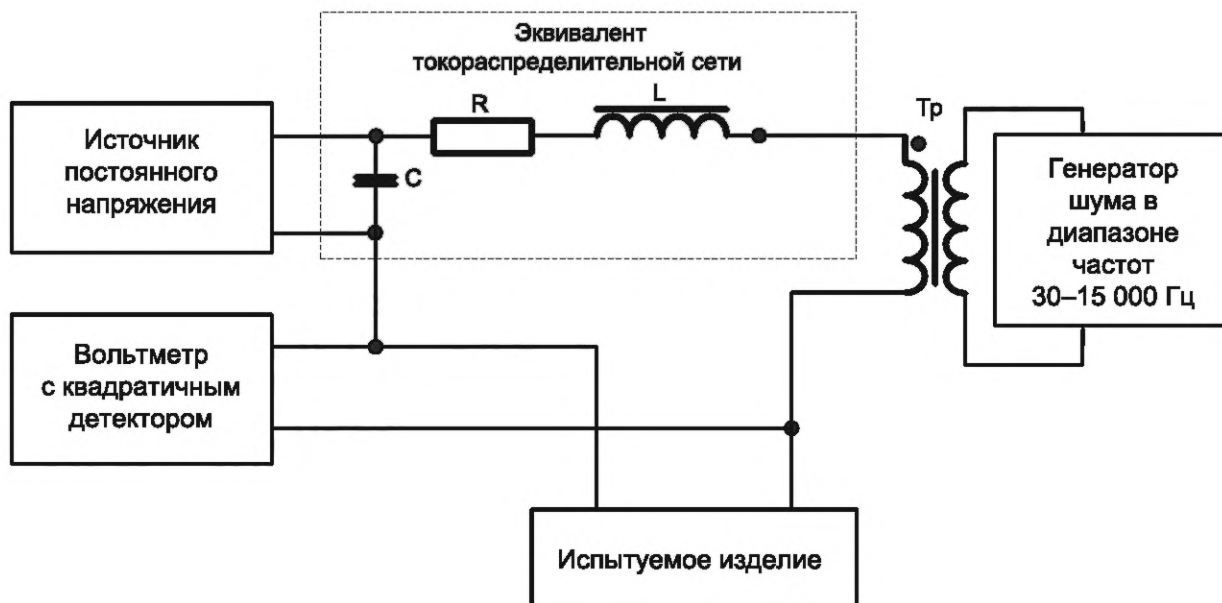 Эквивалент
токораспределительной сети
R
L
Тр
Источник
постоянного
напряжения
C
Генератор
шума в
диапазоне
частот
30–15 000 Гц
Вольтметр
с квадратичным
детектором
Испытуемое изделие